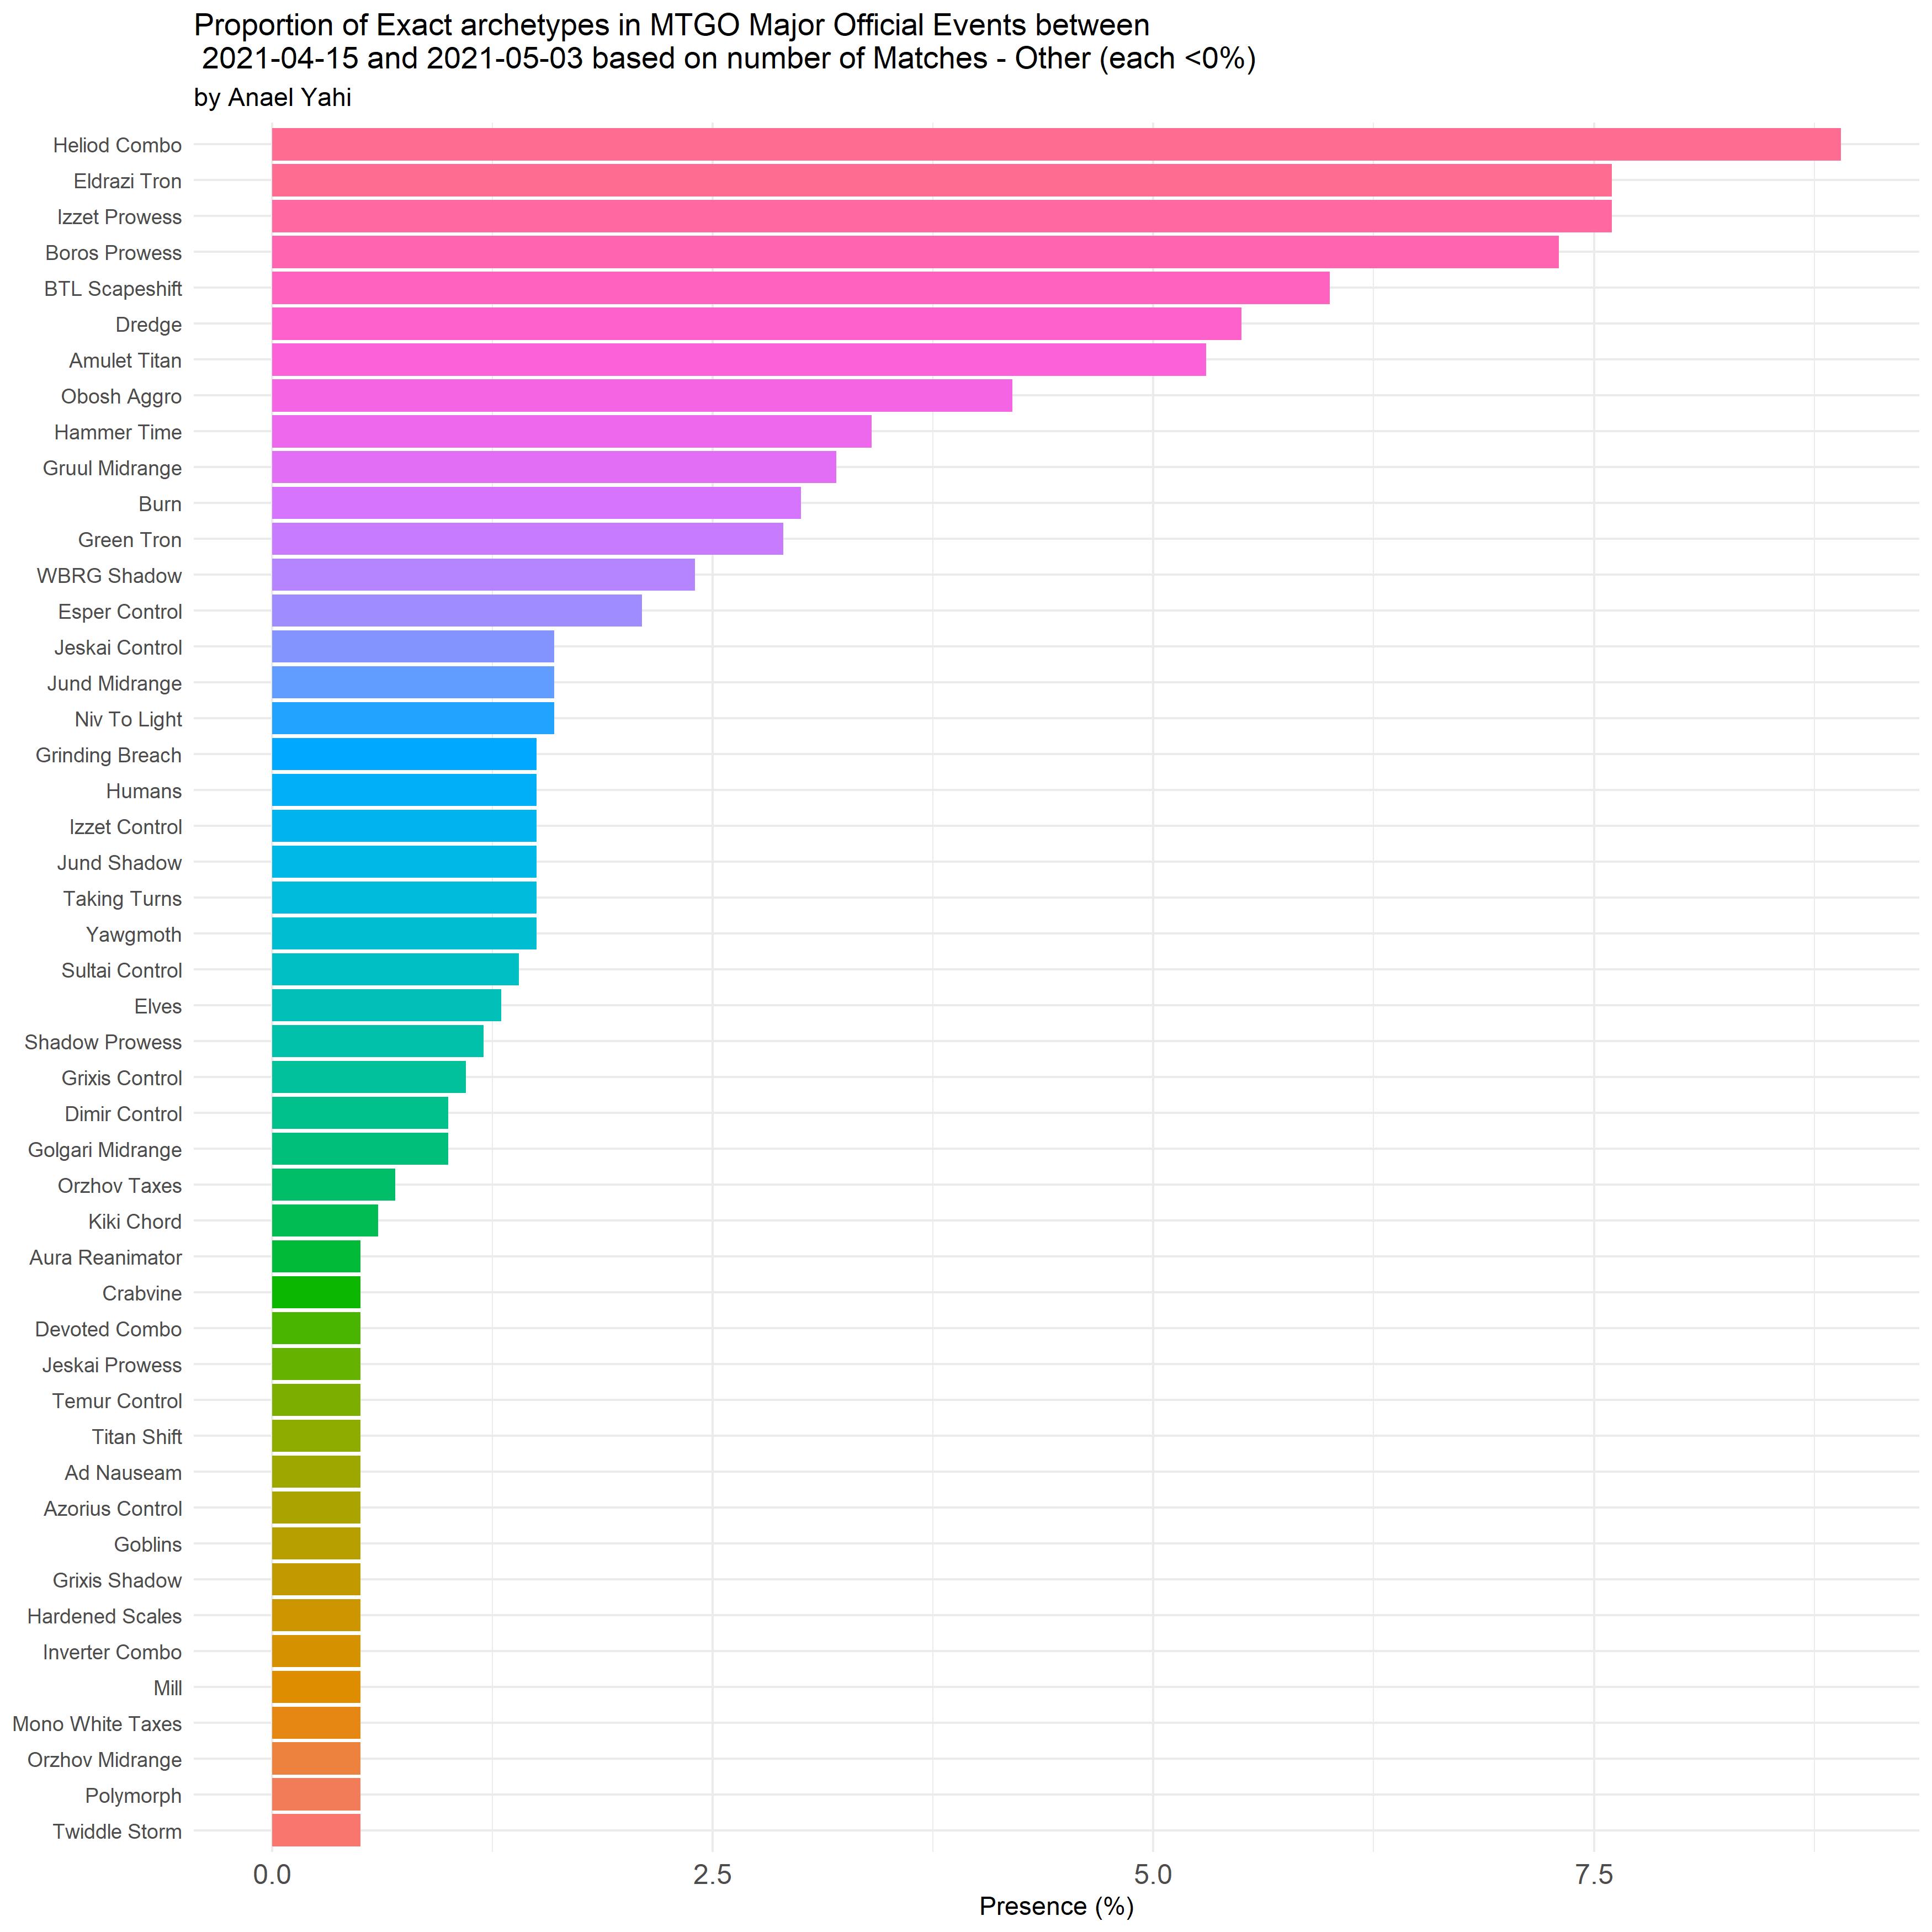 Proportion of Exact archetypes in MTGO Major Official Events between
2021-04-15 and 2021-05-03 based on number of Matches - Other (each <0%)
by Anael Yahi
Heliod Combo
Eldrazi Tron
Izzet Prowess
Boros Prowess
BTL Scapeshift
Dredge
Amulet Titan
Obosh Aggro
Hammer Time
Gruul Midrange
Burn
Green Tron
WBRG Shadow
Esper Control
Jeskai Control
Jund Midrange
Niv To Light
Grinding Breach
Humans
Izzet Control
Jund Shadow
Taking Turns
Yawgmoth
Sultai Control
Elves
Shadow Prowess
Grixis Control
Dimir Control
Golgari Midrange
Orzhov Taxes
Kiki Chord
Aura Reanimator
Crabvine
Devoted Combo
Jeskai Prowess
Temur Control
Titan Shift
Ad Nauseam
Azorius Control
Goblins
Grixis Shadow
Hardened Scales
Inverter Combo
Mill
Mono White Taxes
Orzhov Midrange
Polymorph
Twiddle Storm
0.0 2.5 5.0 7.5
Presence (%)